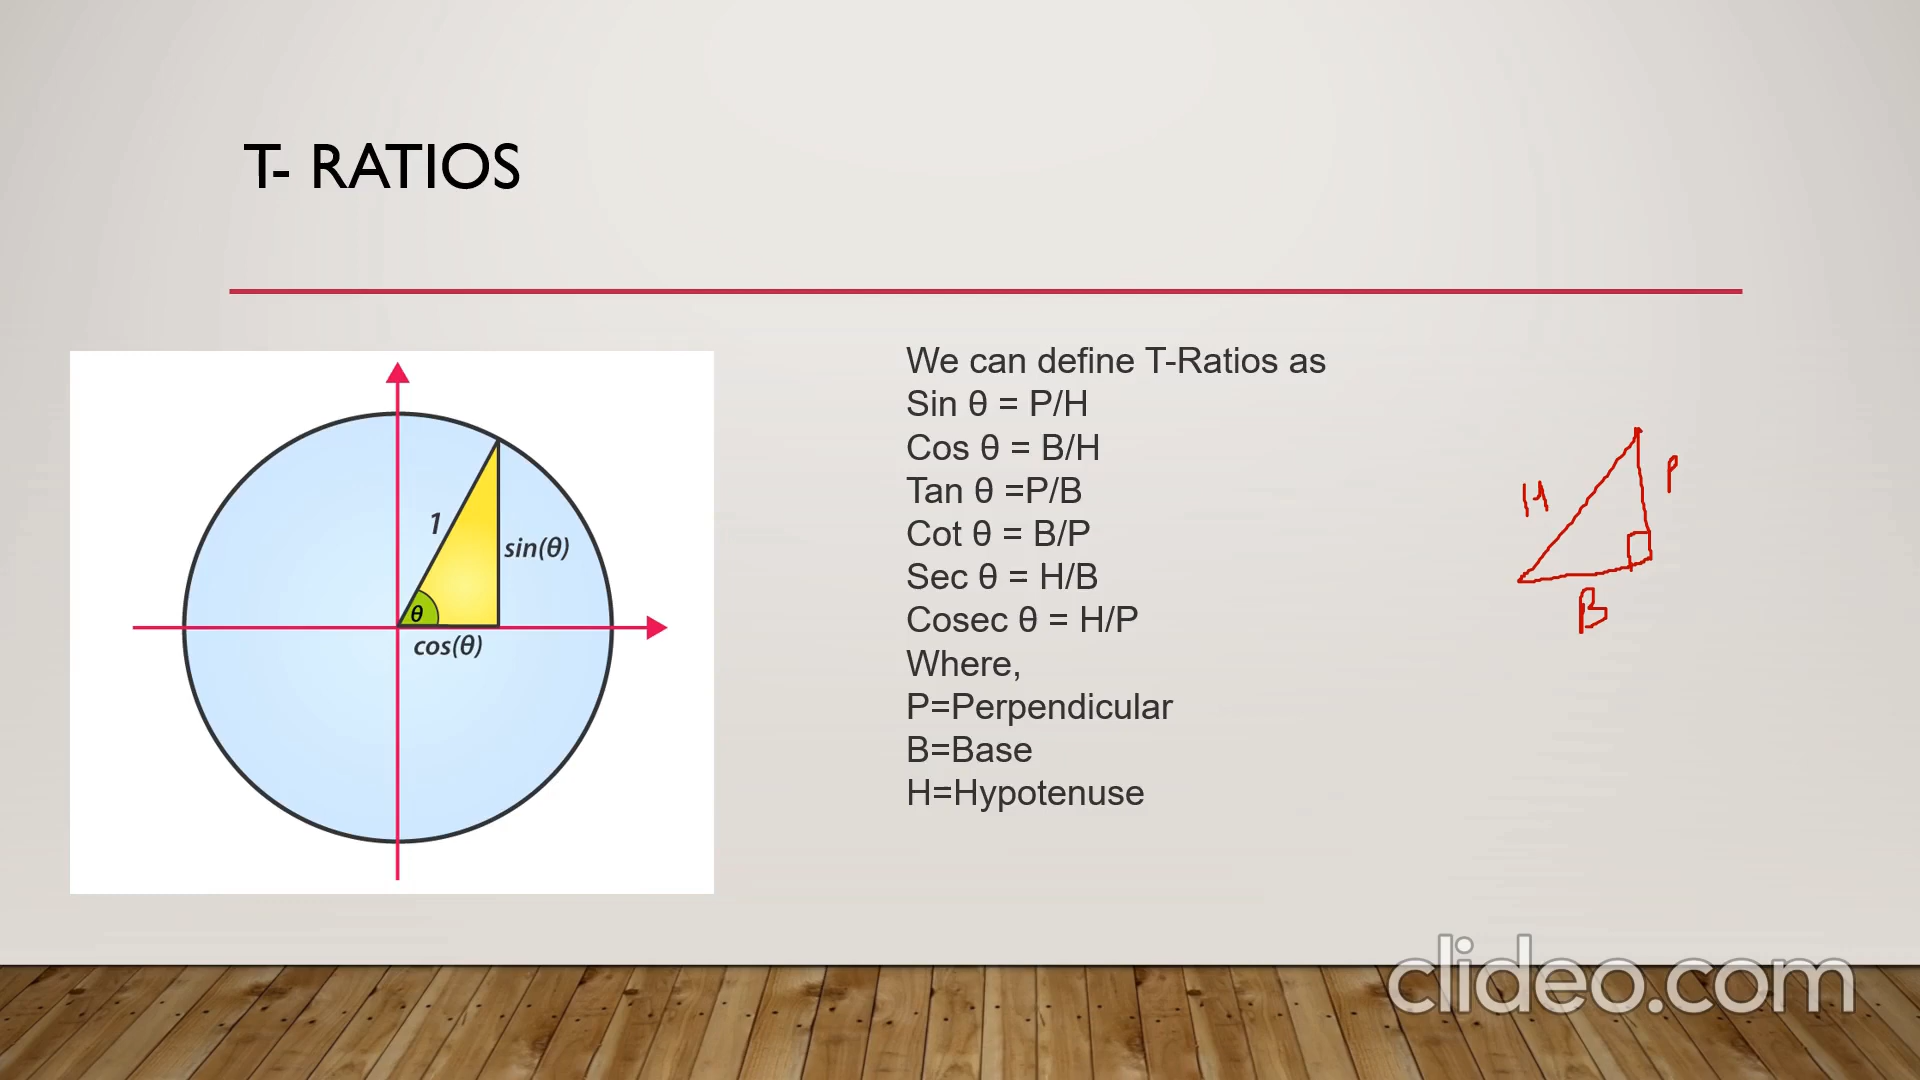 T- RATIOS
1
sin(θ)
θ
cos(θ)
We can define T-Ratios as
Sin θ = P/H
Cos θ = B/H
Tan θ =P/B
Cot θ = B/P
Sec θ = H/B
Cosec θ = H/P
Where,
P=Perpendicular
B=Base
H=Hypotenuse
H
P
B
clideo.com